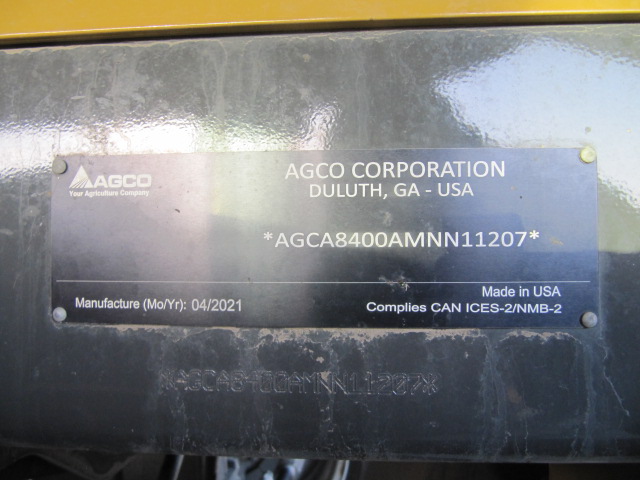 AGCO
Your Agriculture Company
AGCO CORPORATION
DULUTH, GA - USA
*AGCA8400AMNN11207*
Manufacture (Mo/Yr): 04/2021
Made in USA
Complies CAN ICES-2/NMB-2
*AGCA8400AMNN11207*